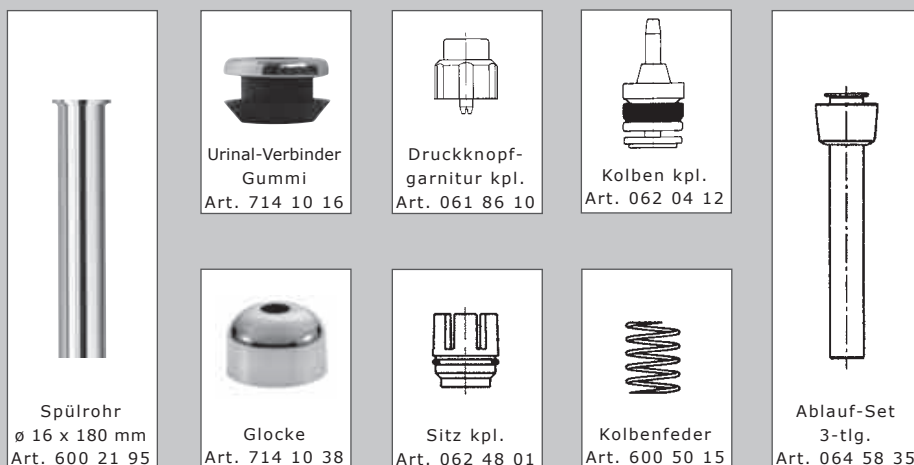 Spülrohr
ø 16 x 180 mm
Art. 600 21 95
Urinal-Verbinder
Gummi
Art. 714 10 16
Druckknopf-
garnitur kpl.
Art. 061 86 10
Kolben kpl.
Art. 062 04 12
Glocke
Art. 714 10 38
Sitz kpl.
Art. 062 48 01
Kolbenfeder
Art. 600 50 15
Ablauf-Set
3-tlg.
Art. 064 58 35